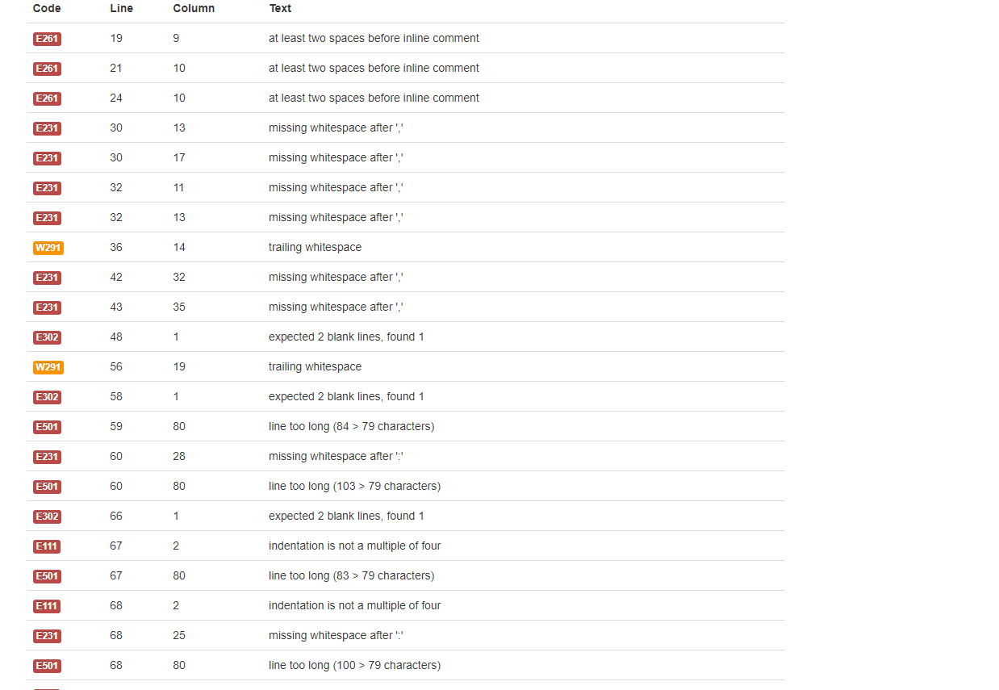 Code Line Column Text
E261 19 9 at least two spaces before inline comment
E261 21 10 at least two spaces before inline comment
E261 24 10 at least two spaces before inline comment
E231 30 13 missing whitespace after ','
E231 30 17 missing whitespace after ','
E231 32 11 missing whitespace after ','
E231 32 13 missing whitespace after ','
W291 36 14 trailing whitespace
E231 42 32 missing whitespace after ','
E231 43 35 missing whitespace after ','
E302 48 1 expected 2 blank lines, found 1
W291 56 19 trailing whitespace
E302 58 1 expected 2 blank lines, found 1
E501 59 80 line too long (84 > 79 characters)
E231 60 28 missing whitespace after ':'
E501 60 80 line too long (103 > 79 characters)
E302 66 1 expected 2 blank lines, found 1
E111 67 2 indentation is not a multiple of four
E501 67 80 line too long (83 > 79 characters)
E111 68 2 indentation is not a multiple of four
E231 68 25 missing whitespace after ':'
E501 68 80 line too long (100 > 79 characters)